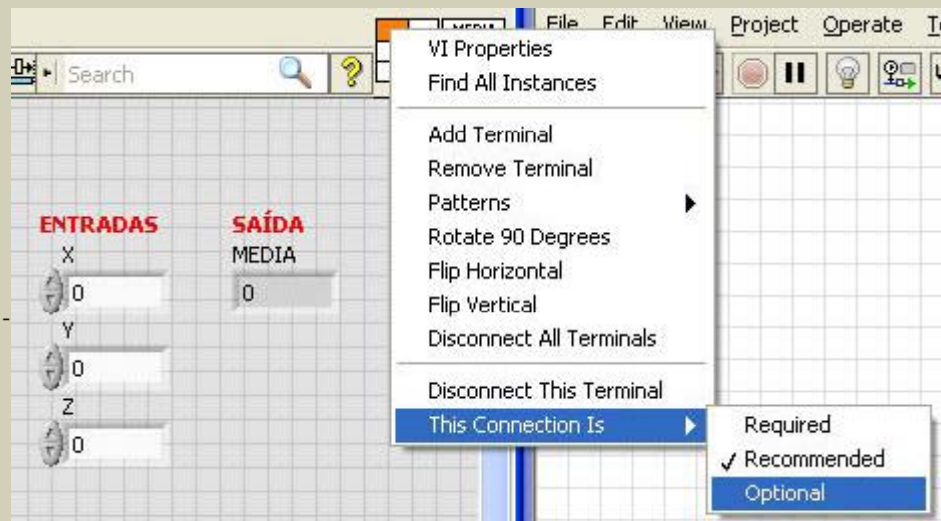 File Edit View Project Operate
Search
VI Properties
Find All Instances
Add Terminal
Remove Terminal
Patterns
Rotate 90 Degrees
Flip Horizontal
Flip Vertical
Disconnect All Terminals
Disconnect This Terminal
This Connection Is
Required
Recommended
Optional
ENTRADAS
X
0
Y
0
Z
0
SAÍDA
MEDIA
0